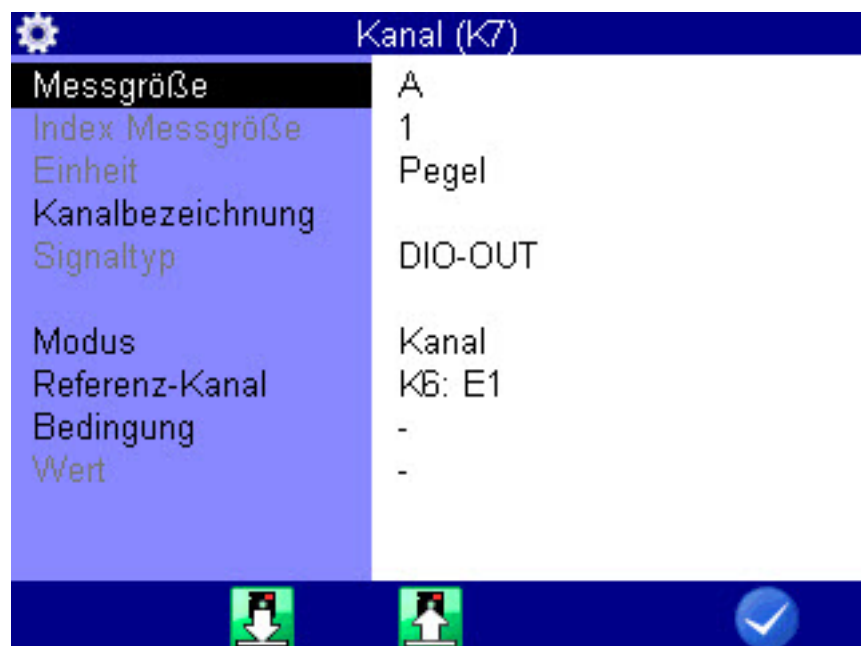 Kanal (K7)
Messgröße A
Index Messgröße 1
Einheit Pegel
Kanalbezeichnung
Signaltyp DIO-OUT
Modus Kanal
Referenz-Kanal K6: E1
Bedingung -
Wert -